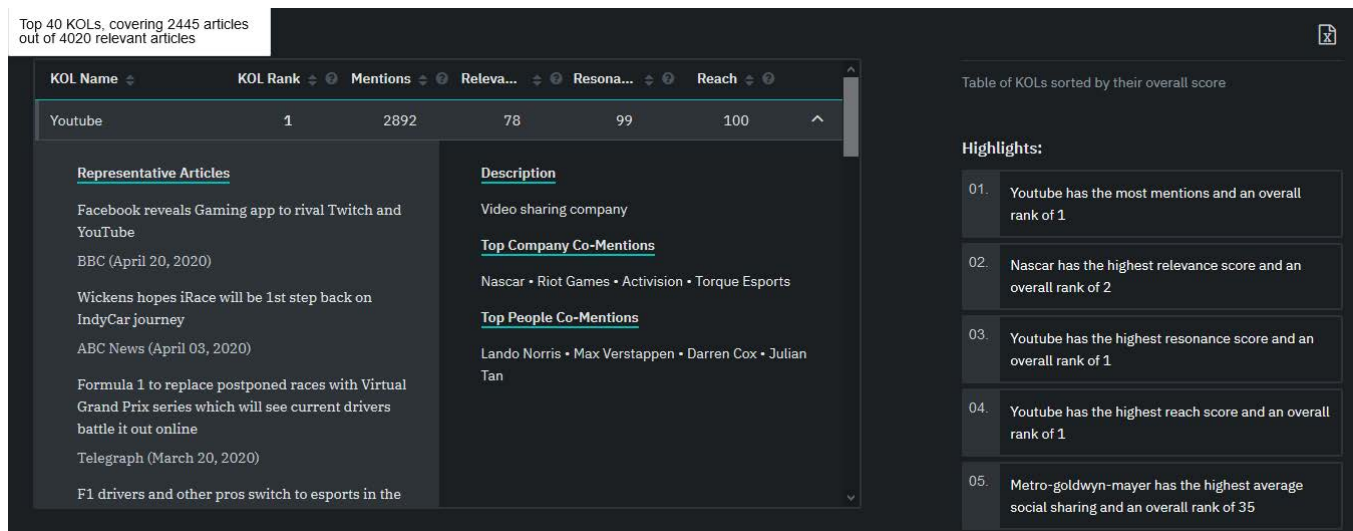 Top 40 KOLs, covering 2445 articles
out of 4020 relevant articles
KOL Name KOL Rank Mentions Releva... Resona... Reach
Youtube 1 2892 78 99 100
Representative Articles
Facebook reveals Gaming app to rival Twitch and
YouTube
BBC (April 20, 2020)
Wickens hopes iRace will be 1st step back on
IndyCar journey
ABC News (April 03, 2020)
Formula 1 to replace postponed races with Virtual
Grand Prix series which will see current drivers
battle it out online
Telegraph (March 20, 2020)
F1 drivers and other pros switch to esports in the
Description
Video sharing company
Top Company Co-Mentions
Nascar • Riot Games • Activision • Torque Esports
Top People Co-Mentions
Lando Norris • Max Verstappen • Darren Cox • Julian
Tan
Table of KOLs sorted by their overall score
Highlights:
01. Youtube has the most mentions and an overall
rank of 1
02. Nascar has the highest relevance score and an
overall rank of 2
03. Youtube has the highest resonance score and an
overall rank of 1
04. Youtube has the highest reach score and an overall
rank of 1
05. Metro-goldwyn-mayer has the highest average
social sharing and an overall rank of 35